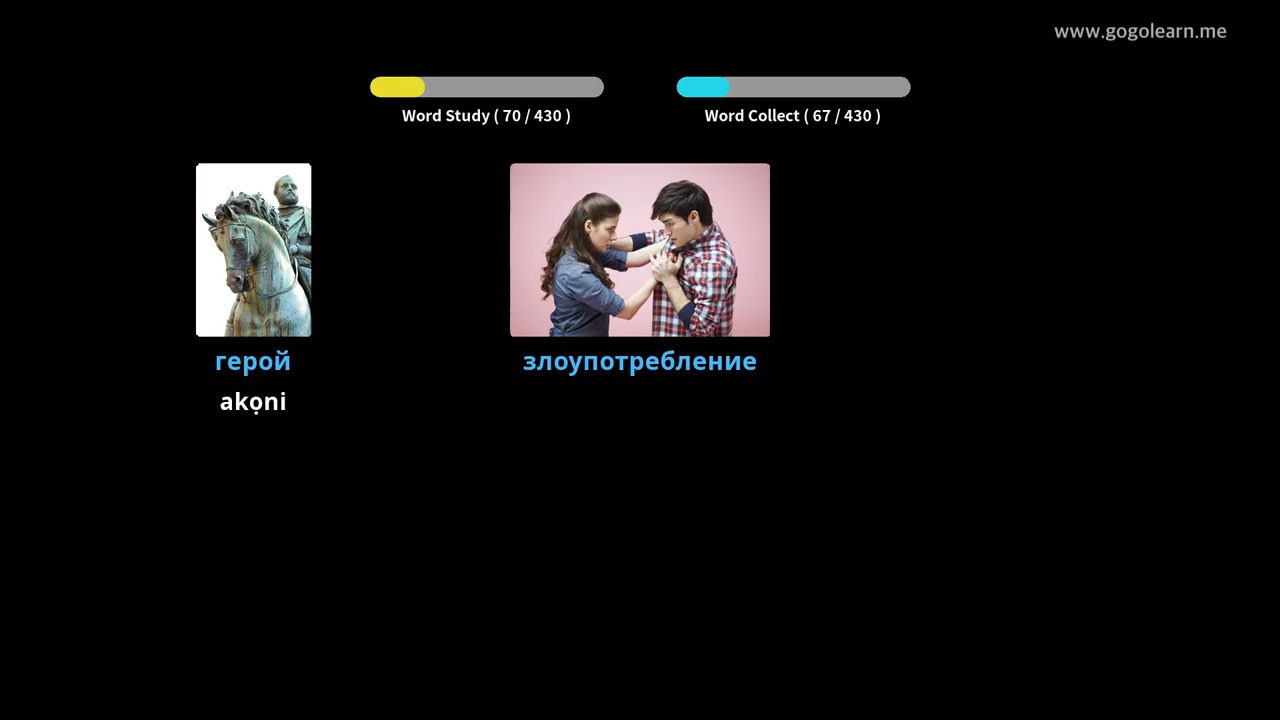 www.gogolearn.me
Word Study ( 70 / 430 )
Word Collect ( 67 / 430 )
герой
злоупотребление
akọni